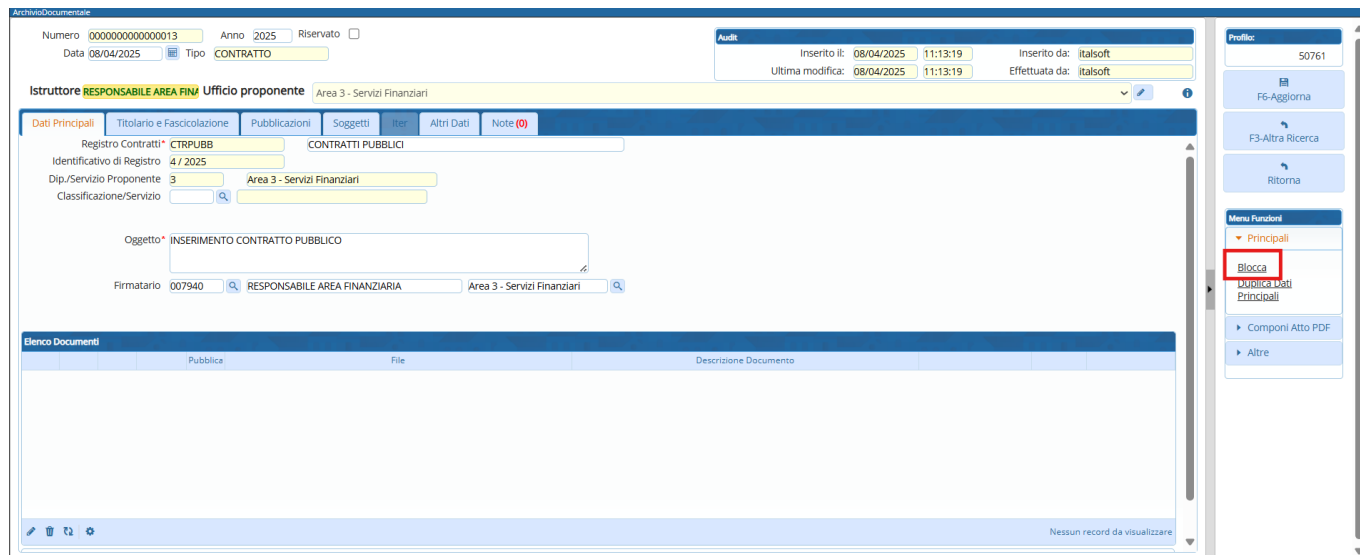 ArchivioDocumentale
Numero 0000000000000013 Anno 2025 Riservato
Data 08/04/2025 Tipo CONTRATTO
Audit
Inserito il: 08/04/2025 11:13:19 Inserito da: italsoft
Ultima modifica: 08/04/2025 11:13:19 Effettuata da: italsoft
Istruttore RESPONSABILE AREA FINA Ufficio proponente Area 3 - Servizi Finanziari
Dati Principali Titolario e Fascicolazione Pubblicazioni Soggetti Iter Altri Dati Note (0)
Registro Contratti* CTRPUBB CONTRATTI PUBBLICI
Identificativo di Registro 4 / 2025
Dip./Servizio Proponente 3 Area 3 - Servizi Finanziari
Classificazione/Servizio
Oggetto* INSERIMENTO CONTRATTO PUBBLICO
Firmatario 007940 RESPONSABILE AREA FINANZIARIA Area 3 - Servizi Finanziari
Elenco Documenti
Pubblica File Descrizione Documento
Nessun record da visualizzare
Profilo:
50761
F6-Aggiorna
F3-Altra Ricerca
Ritorna
Menu Funzioni
Principali
Blocca
Duplica Dati
Principali
Componi Atto PDF
Altre